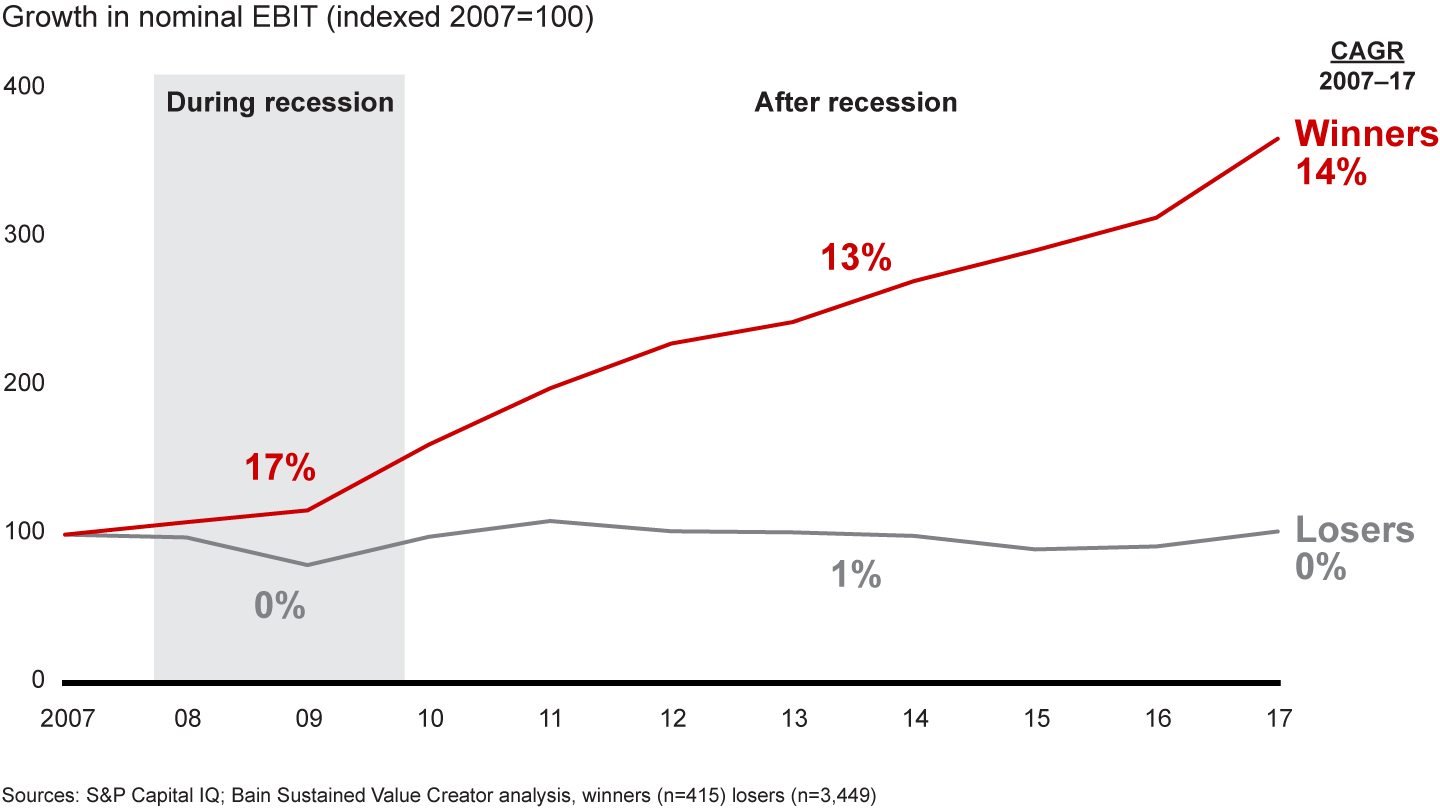 Growth in nominal EBIT (indexed 2007=100)
CAGR
2007–17
400
During recession
After recession
Winners
14%
300
13%
200
17%
100
Losers
0%
1%
0%
0
2007 08 09 10 11 12 13 14 15 16 17
Sources: S&P Capital IQ; Bain Sustained Value Creator analysis, winners (n=415) losers (n=3,449)